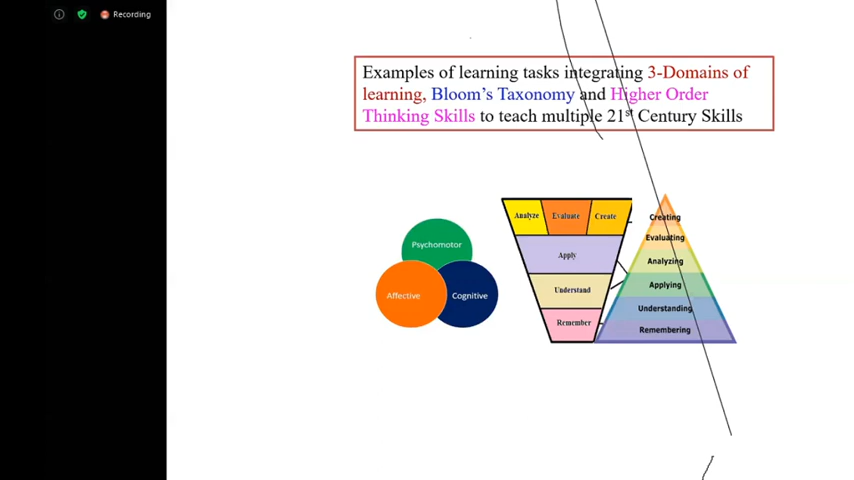 Recording
Examples of learning tasks integrating 3-Domains of
learning, Bloom's Taxonomy and Higher Order
Thinking Skills to teach multiple 21st Century Skills
Psychomotor
Affective
Cognitive
Analyze
Evaluate
Create
Apply
Understand
Remember
Creating
Evaluating
Analyzing
Applying
Understanding
Remembering